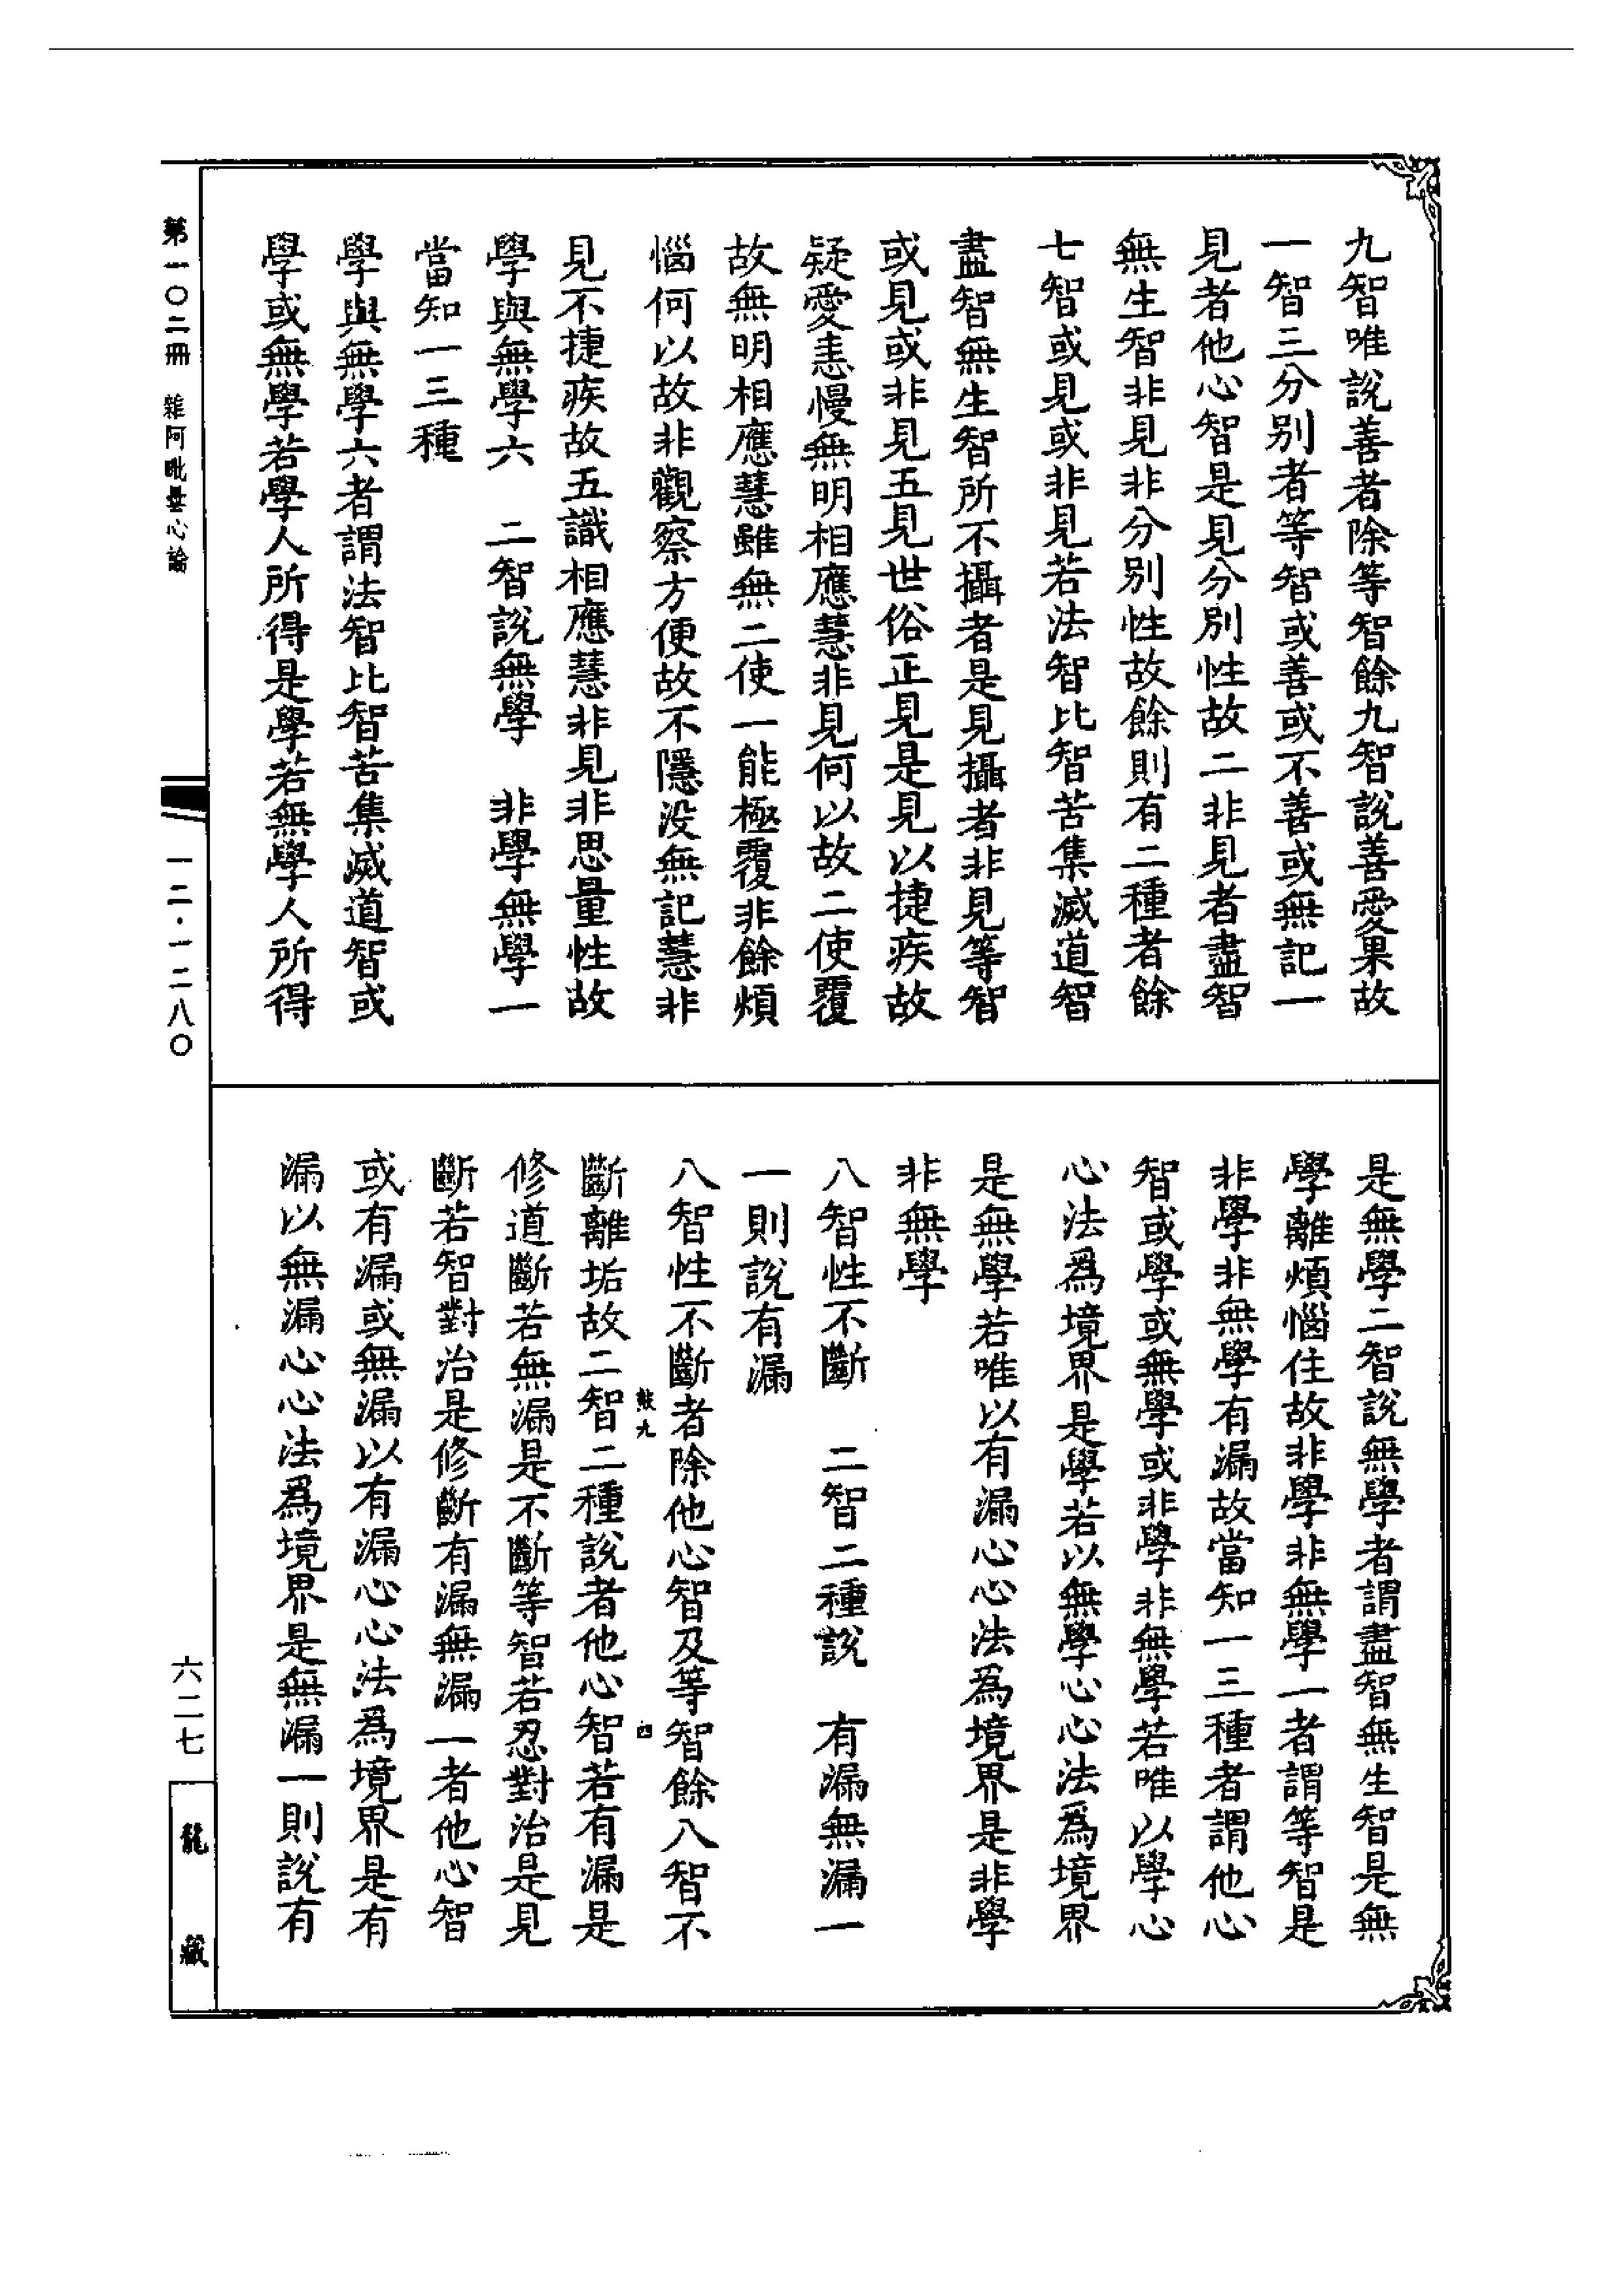 九智唯說善者除等智餘九智說善愛果故
一智三分別者等智或善或不善或無記一
見者他心智是見分別性故二非見者盡智
無生智非見非分別性故餘則有二種者餘
七智或見或非見若法智比智苦集滅道智
盡智無生智所不攝者是見攝者非見等智
或見或非見五見世俗正見是見以捷疾故
疑愛恚慢無明相應慧非見何以故二使覆
故無明相應慧雖無二使一能極覆非餘煩
惱何以故非觀察方便故不隱没無記慧非
見不捷疾故五識相應慧非見非思量性故
學與無學六　二智說無學　非學無學一
當知一三種
學與無學六者謂法智比智苦集滅道智或
學或無學若學人所得是學若無學人所得
是無學二智說無學者謂盡智無生智是無
學離煩惱住故非學非無學一者謂等智是
非學非無學有漏故當知一三種者謂他心
智或學或無學或非學非無學若唯以學心
心法爲境界是學若以無學心心法爲境界
是無學若唯以有漏心心法爲境界是非學
非無學
八智性不斷　二智二種說　有漏無漏一
一則說有漏
八智性不斷者除他心智及等智餘八智不
斷離垢故二智二種說者他心智若有漏是
修道斷若無漏是不斷等智若忍對治是見
斷若智對治是修斷有漏無漏一者他心智
或有漏或無漏以有漏心心法爲境界是有
漏以無漏心心法爲境界是無漏一則說有
九
四
第一〇二冊　雜阿毗曇心論
一二·一二八〇
六二七
龍藏